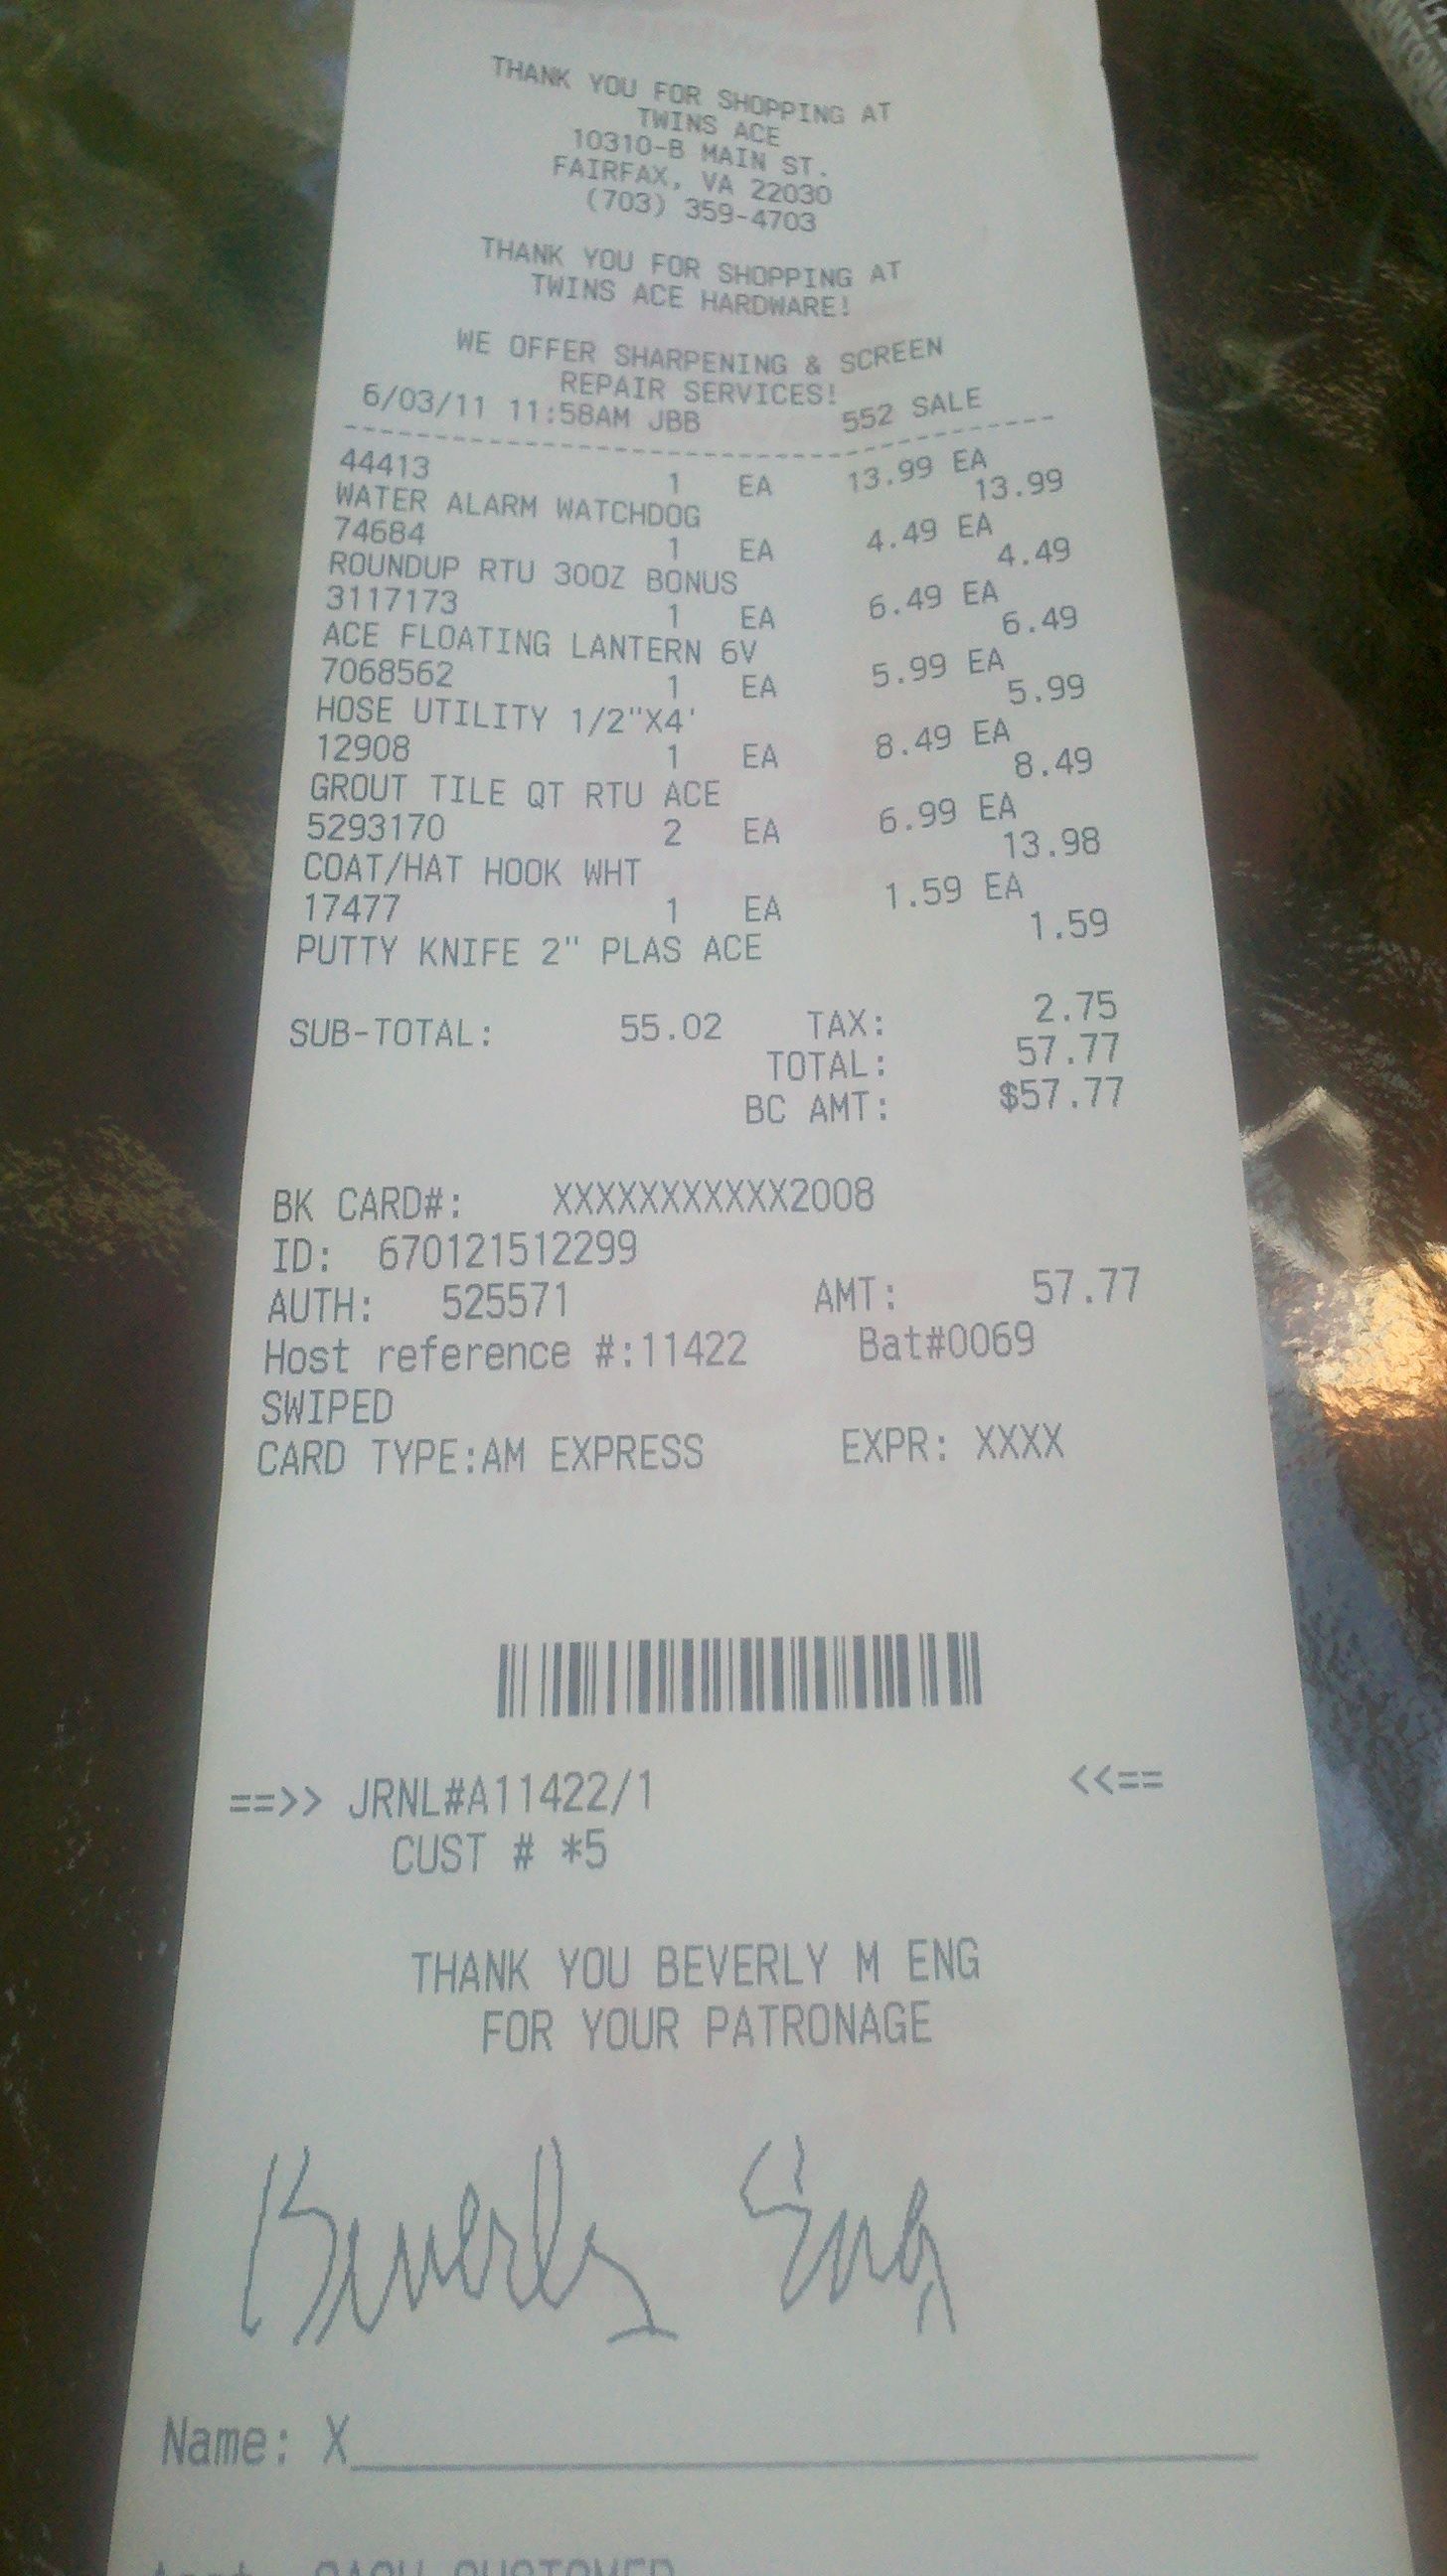 THANK YOU FOR SHOPPING AT
TWINS ACE
10310-B MAIN ST.
FAIRFAX, VA 22030
(703) 359-4703
THANK YOU FOR SHOPPING AT
TWINS ACE HARDWARE!
WE OFFER SHARPENING & SCREEN
REPAIR SERVICES!
6/03/11 11:58AM JBB 552 SALE
44413 1 EA 13.99 EA
WATER ALARM WATCHDOG 13.99
74684 1 EA 4.49 EA
ROUNDUP RTU 30OZ BONUS 4.49
3117173 1 EA 6.49 EA
ACE FLOATING LANTERN 6V 6.49
7068562 1 EA 5.99 EA
HOSE UTILITY 1/2"X4' 5.99
12908 1 EA 8.49 EA
GROUT TILE QT RTU ACE 8.49
5293170 2 EA 6.99 EA
COAT/HAT HOOK WHT 13.98
17477 1 EA 1.59 EA
PUTTY KNIFE 2" PLAS ACE 1.59
SUB-TOTAL: 55.02 TAX: 2.75
TOTAL: 57.77
BC AMT: $57.77
BK CARD#: XXXXXXXXXXX2008
ID: 670121512299
AUTH: 525571 AMT: 57.77
Host reference #:11422 Bat#0069
SWIPED
CARD TYPE:AM EXPRESS EXPR: XXXX
==>> JRNL#A11422/1 <<==
CUST # *5
THANK YOU BEVERLY M ENG
FOR YOUR PATRONAGE
Beverly Eng
Name: X
CASH CUSTOMER